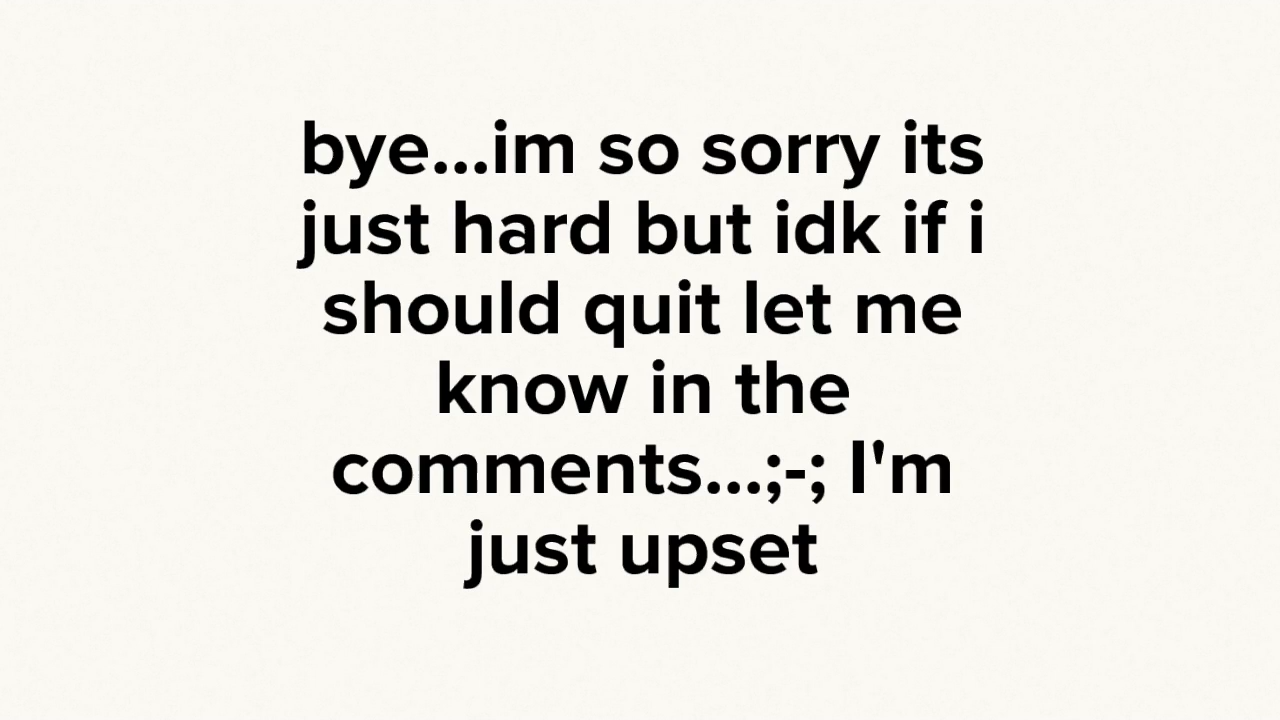 bye...im so sorry its
just hard but idk if i
should quit let me
know in the
comments...;-; I'm
just upset